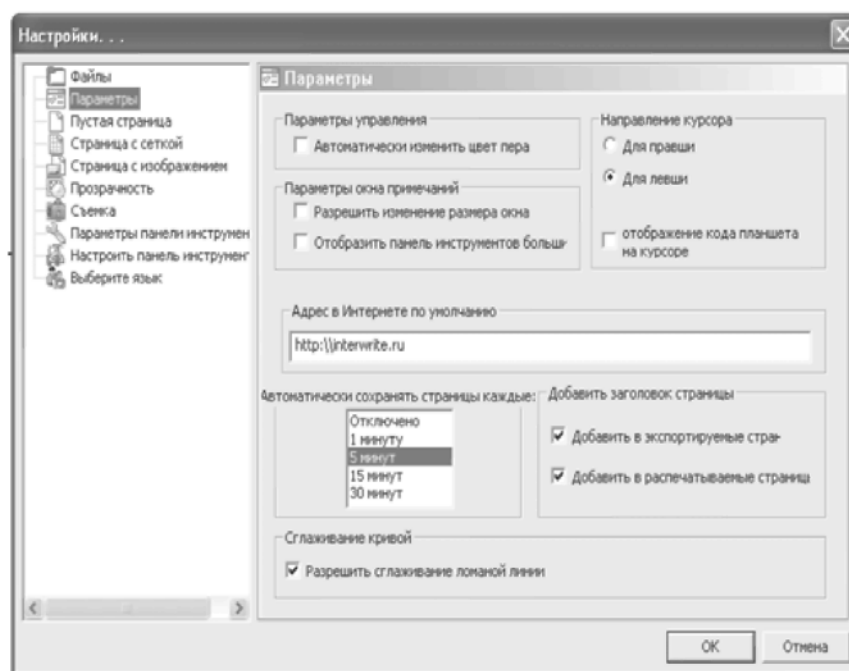 Настройки. . .
Файлы
Параметры
Пустая страница
Страница с сеткой
Страница с изображением
Прозрачность
Съемка
Параметры панели инструмен
Настроить панель инструмент
Выберите язык
Параметры
Параметры управления
Автоматически изменить цвет пера
Направление курсора
Для правши
Для левши
отображение кода планшета
на курсоре
Параметры окна примечаний
Разрешить изменение размера окна
Отобразить панель инструментов больши
Адрес в Интернете по умолчанию
http:\\interwrite.ru
Автоматически сохранять страницы каждые:
Отключено
1 минуту
5 минут
15 минут
30 минут
Добавить заголовок страницы
Добавить в экспортируемые стран
Добавить в распечатываемые страниц
Сглаживание кривой
Разрешить сглаживание ломаной линии
OK
Отмена